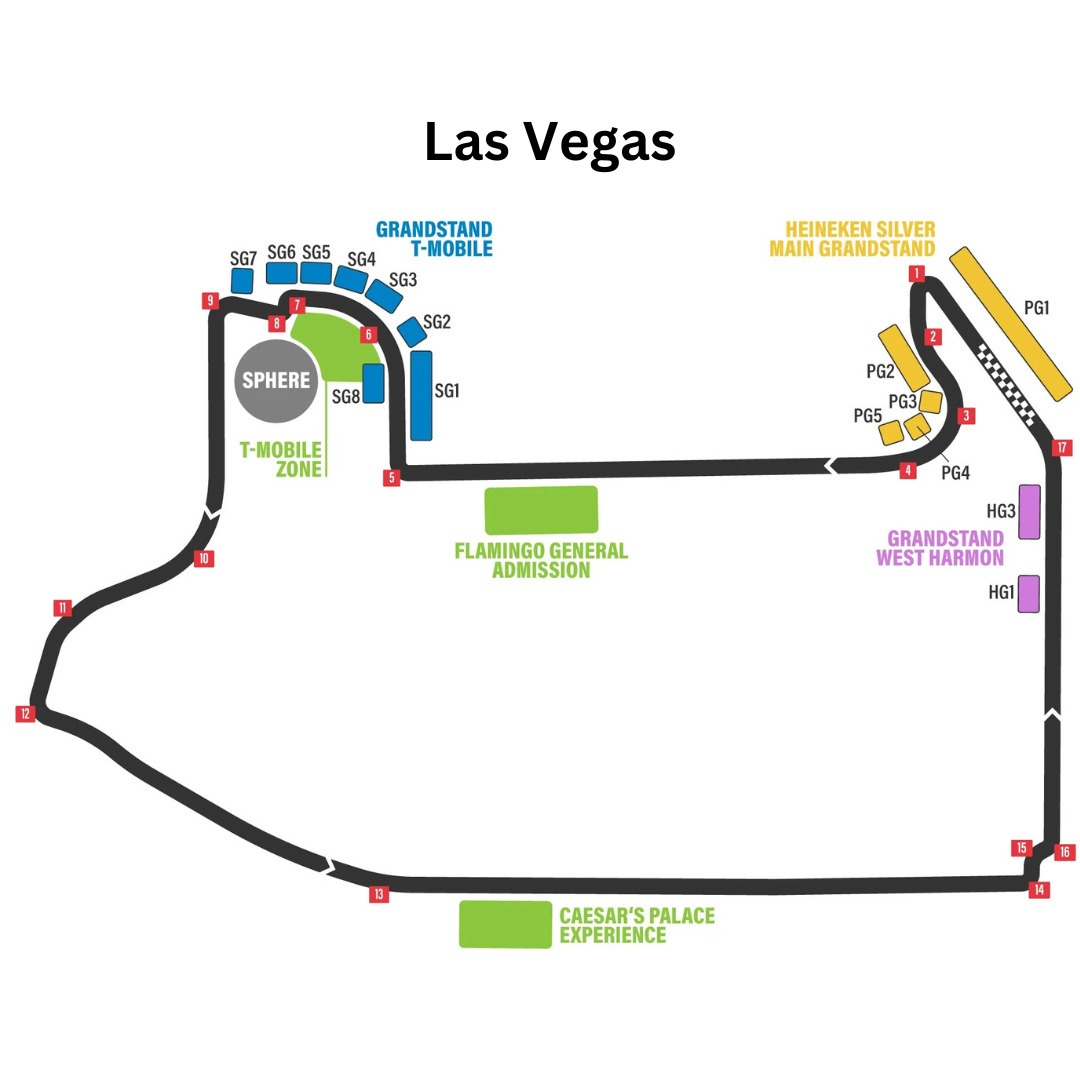 Las Vegas
GRANDSTAND
T-MOBILE
HEINEKEN SILVER
MAIN GRANDSTAND
SG7
SG6
SG5
SG4
SG3
SG2
SG1
SG8
9
8
7
6
SPHERE
T-MOBILE
ZONE
5
1
2
PG1
PG2
PG3
PG5
PG4
3
4
17
FLAMINGO GENERAL
ADMISSION
HG3
GRANDSTAND
WEST HARMON
HG1
10
11
12
13
15
16
14
CAESAR'S PALACE
EXPERIENCE